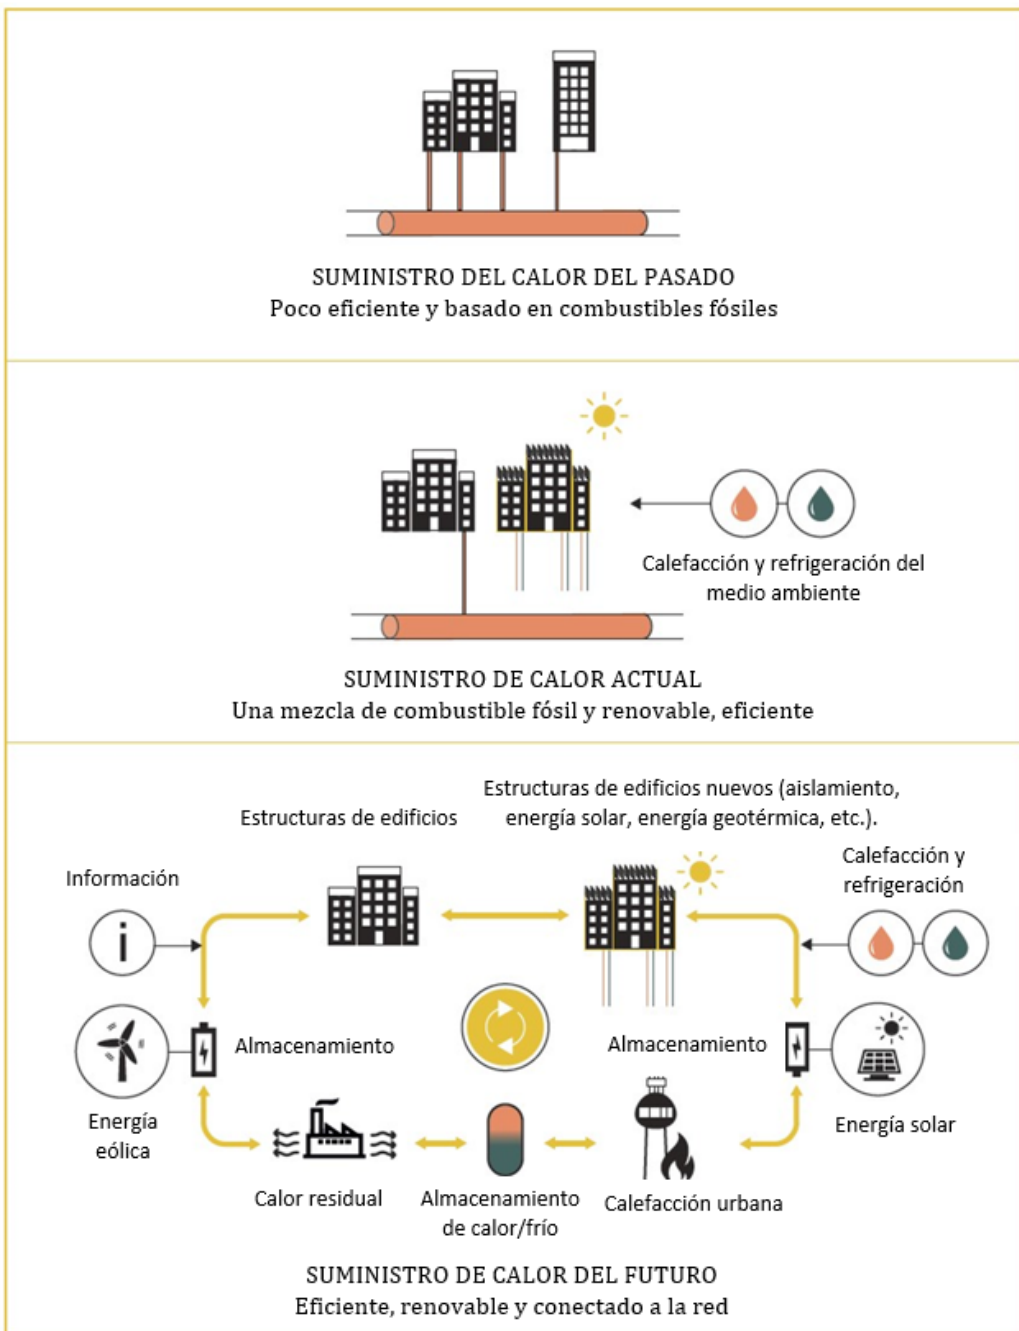 SUMINISTRO DEL CALOR DEL PASADO
Poco eficiente y basado en combustibles fósiles
Calefacción y refrigeración del
medio ambiente
SUMINISTRO DE CALOR ACTUAL
Una mezcla de combustible fósil y renovable, eficiente
Estructuras de edificios
Estructuras de edificios nuevos (aislamiento,
energía solar, energía geotérmica, etc.).
Información
i
Calefacción y
refrigeración
Almacenamiento
Almacenamiento
Energía
eólica
Energía solar
Calor residual
Almacenamiento
de calor/frío
Calefacción urbana
SUMINISTRO DE CALOR DEL FUTURO
Eficiente, renovable y conectado a la red